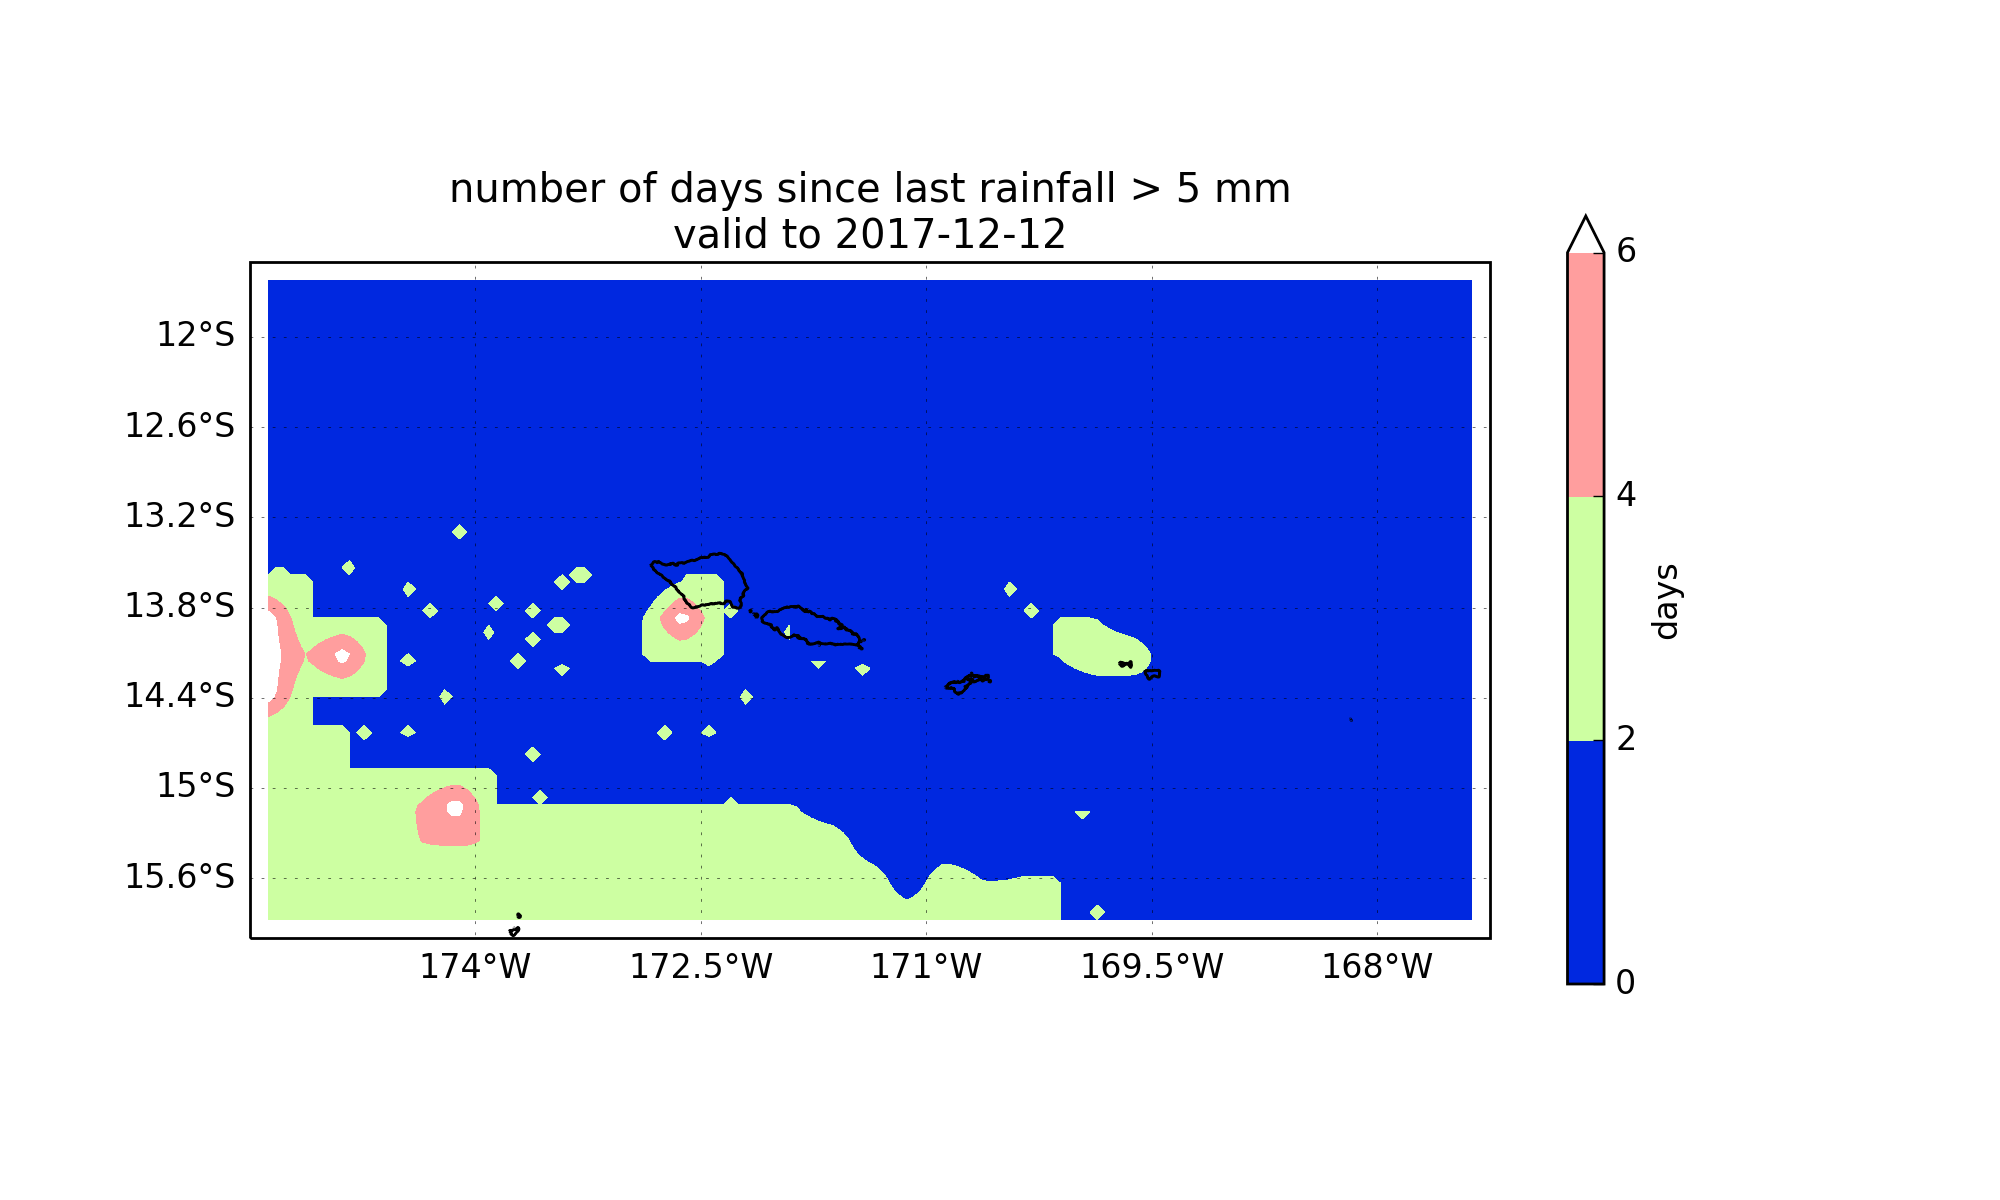 number of days since last rainfall > 5 mm
valid to 2017-12-12
12°S
12.6°S
13.2°S
13.8°S
14.4°S
15°S
15.6°S
174°W
172.5°W
171°W
169.5°W
168°W
6
4
2
0
days